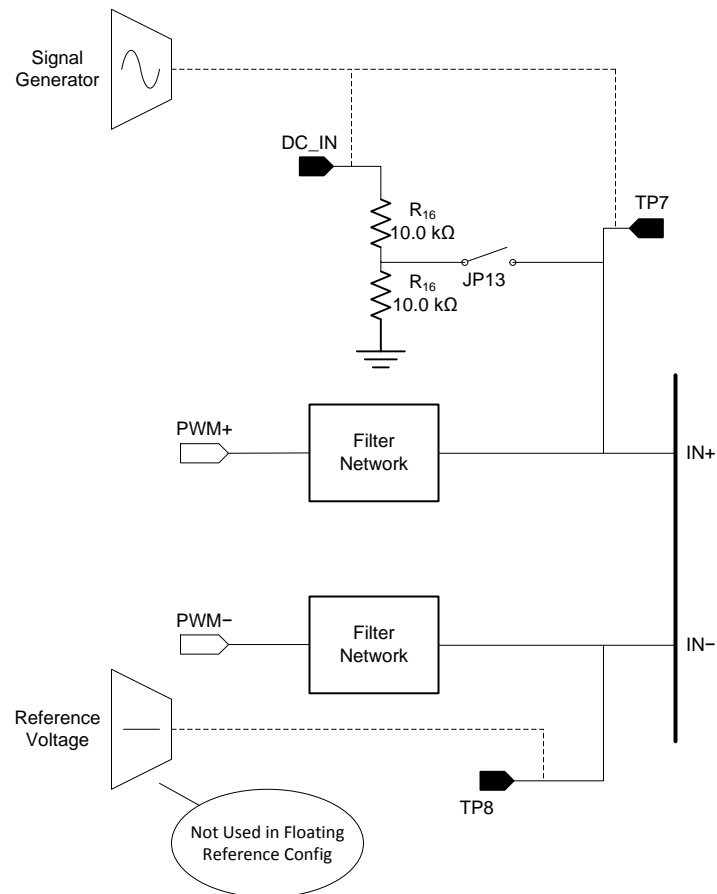 Signal
Generator
DC_IN
R16
10.0 kΩ
TP7
JP13
R16
10.0 kΩ
PWM+
Filter
Network
IN+
PWM−
Filter
Network
IN−
Reference
Voltage
TP8
Not Used in Floating
Reference Config